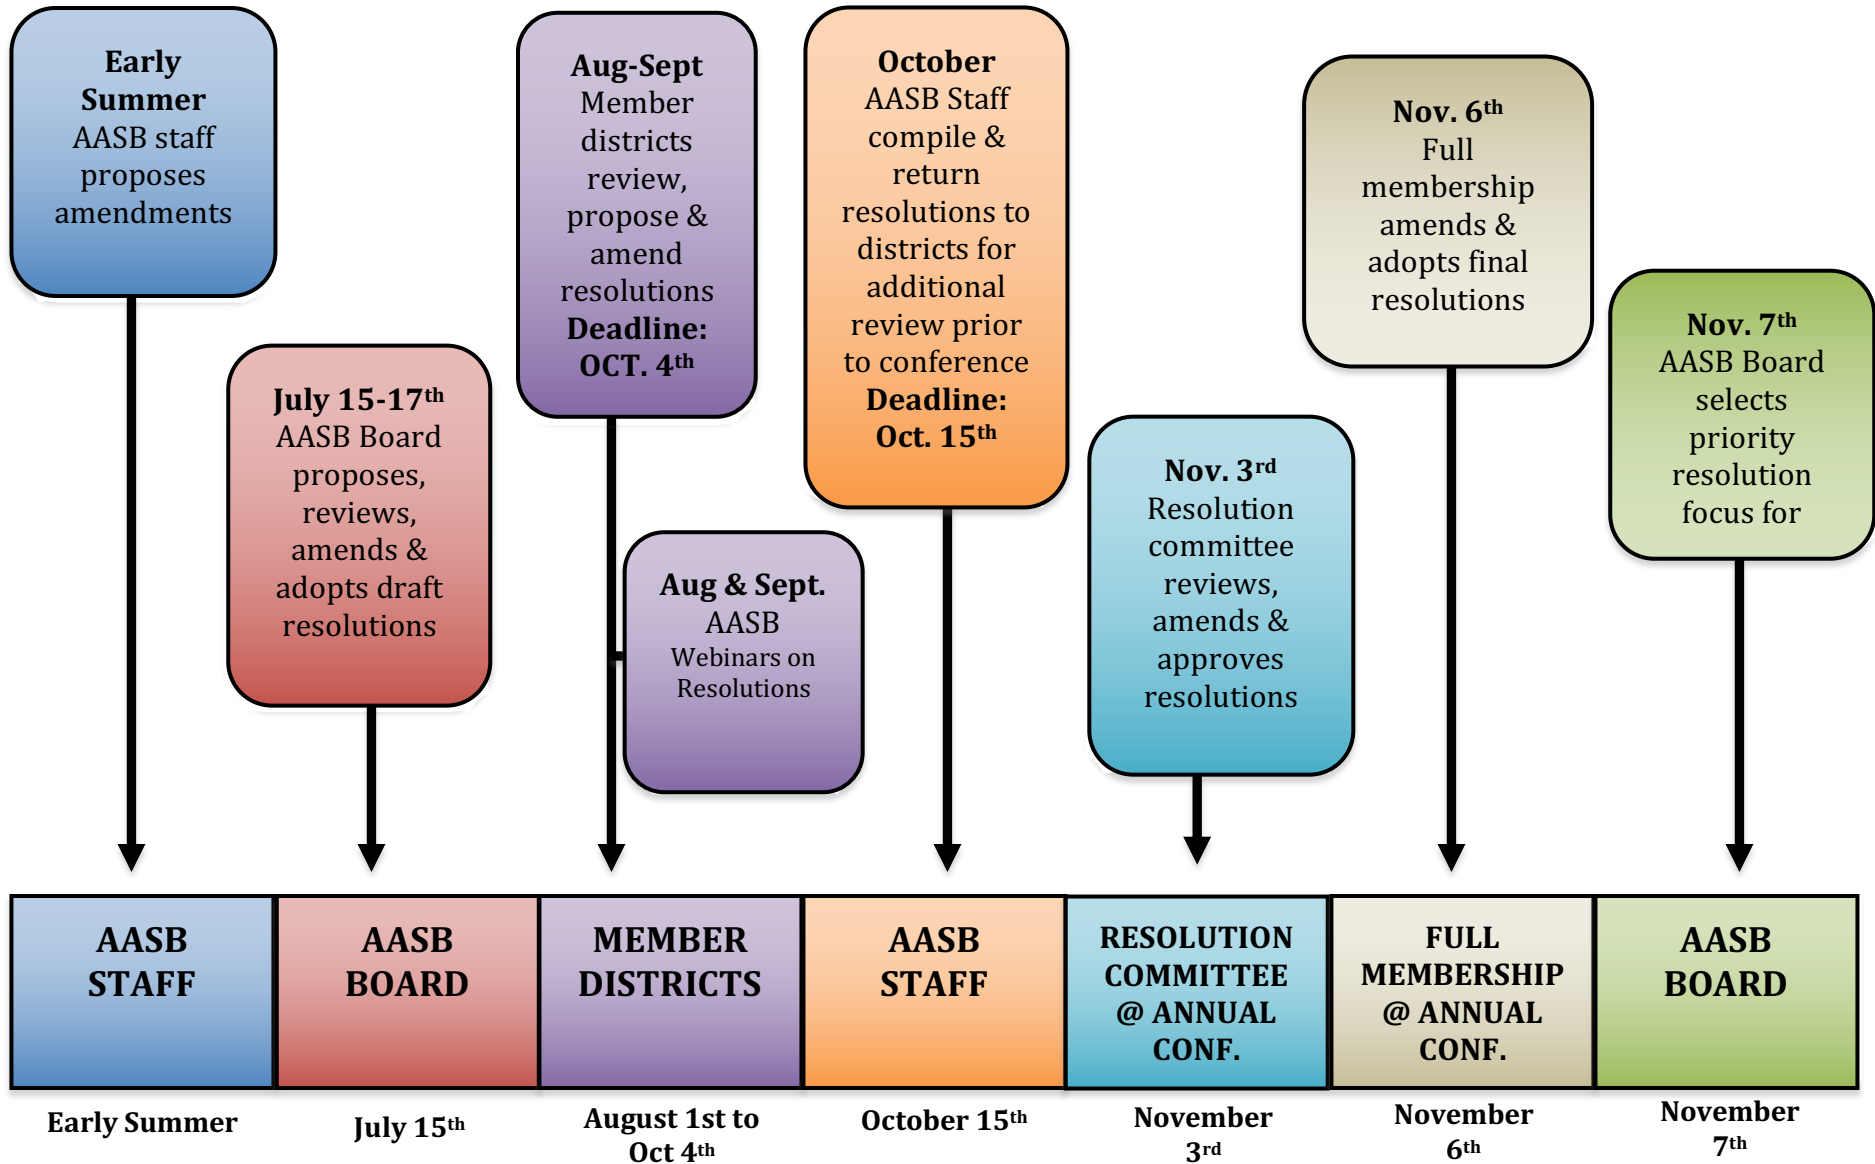 Early
Summer
AASB staff
proposes
amendments
July 15-17th
AASB Board
proposes,
reviews,
amends &
adopts draft
resolutions
Aug-Sept
Member
districts
review,
propose &
amend
resolutions
Deadline:
OCT. 4th
Aug & Sept.
AASB
Webinars on
Resolutions
October
AASB Staff
compile &
return
resolutions to
districts for
additional
review prior
to conference
Deadline:
Oct. 15th
Nov. 3rd
Resolution
committee
reviews,
amends &
approves
resolutions
Nov. 6th
Full
membership
amends &
adopts final
resolutions
Nov. 7th
AASB Board
selects
priority
resolution
focus for
AASB
STAFF
AASB
BOARD
MEMBER
DISTRICTS
AASB
STAFF
RESOLUTION
COMMITTEE
@ ANNUAL
CONF.
FULL
MEMBERSHIP
@ ANNUAL
CONF.
AASB
BOARD
Early Summer
July 15th
August 1st to
Oct 4th
October 15th
November
3rd
November
6th
November
7th